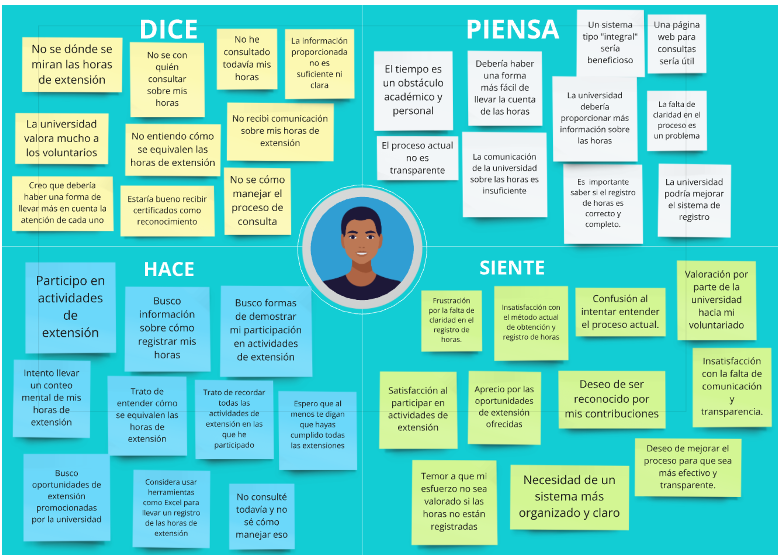 DICE
No se dónde se
miran las horas
de extensión
No se con
quién
consultar
sobre mis
horas
No he
consultado
todavía mis
horas
La información
proporcionada
no es
suficiente ni
clara
La universidad
valora mucho a
los voluntarios
No entiendo cómo
se equivalen las
horas de extensión
No recibi comunicación
sobre mis horas de
extensión
Creo que debería
haber una forma de
llevar más en cuenta la
atención de cada uno
Estaría bueno recibir
certificados como
reconocimiento
No se cómo
manejar el
proceso de
consulta
PIENSA
El tiempo es
un obstáculo
académico y
personal
Debería haber
una forma
más fácil de
llevar la cuenta
de las horas
Un sistema
tipo "integral"
sería
beneficioso
Una página
web para
consultas
sería útil
La universidad
debería
proporcionar más
información sobre
las horas
La falta de
claridad en el
proceso es
un problema
El proceso actual
no es
transparente
La comunicación
de la universidad
sobre las horas es
insuficiente
Es importante
saber si el registro
de horas es
correcto y
completo.
La universidad
podría mejorar
el sistema de
registro
HACE
Participo en
actividades
de
extensión
Busco
información
sobre cómo
registrar mis
horas
Busco formas
de demostrar
mi participación
en actividades
de extensión
Intento llevar
un conteo
mental de mis
horas de
extensión
Trato de
entender cómo
se equivalen las
horas de
extensión
Trato de recordar
todas las
actividades de
extensión en las
que he
participado
Espero que al
menos te digan
que hayas
cumplido todas
las extensiones
Busco
oportunidades de
extensión
promocionadas
por la universidad
Considera usar
herramientas
como Excel para
llevar un registro
de las horas de
extensión
No consulté
todavía y no
sé cómo
manejar eso
SIENTE
Frustración
por la falta de
claridad en el
registro de
horas.
Insatisfacción
con el método actual
de obtención y
registro de horas
Confusión al
intentar entender
el proceso actual.
Valoración por
parte de la
universidad
hacia mi
voluntariado
Satisfacción al
participar en
actividades de
extensión
Aprecio por las
oportunidades
de extensión
ofrecidas
Deseo de ser
reconocido por
mis contribuciones
Insatisfacción
con la falta de
comunicación
y
transparencia.
Temor a que mi
esfuerzo no sea
valorado si las
horas no están
registradas
Necesidad de un
sistema más
organizado y claro
Deseo de mejorar el
proceso para que sea
más efectivo y
transparente.